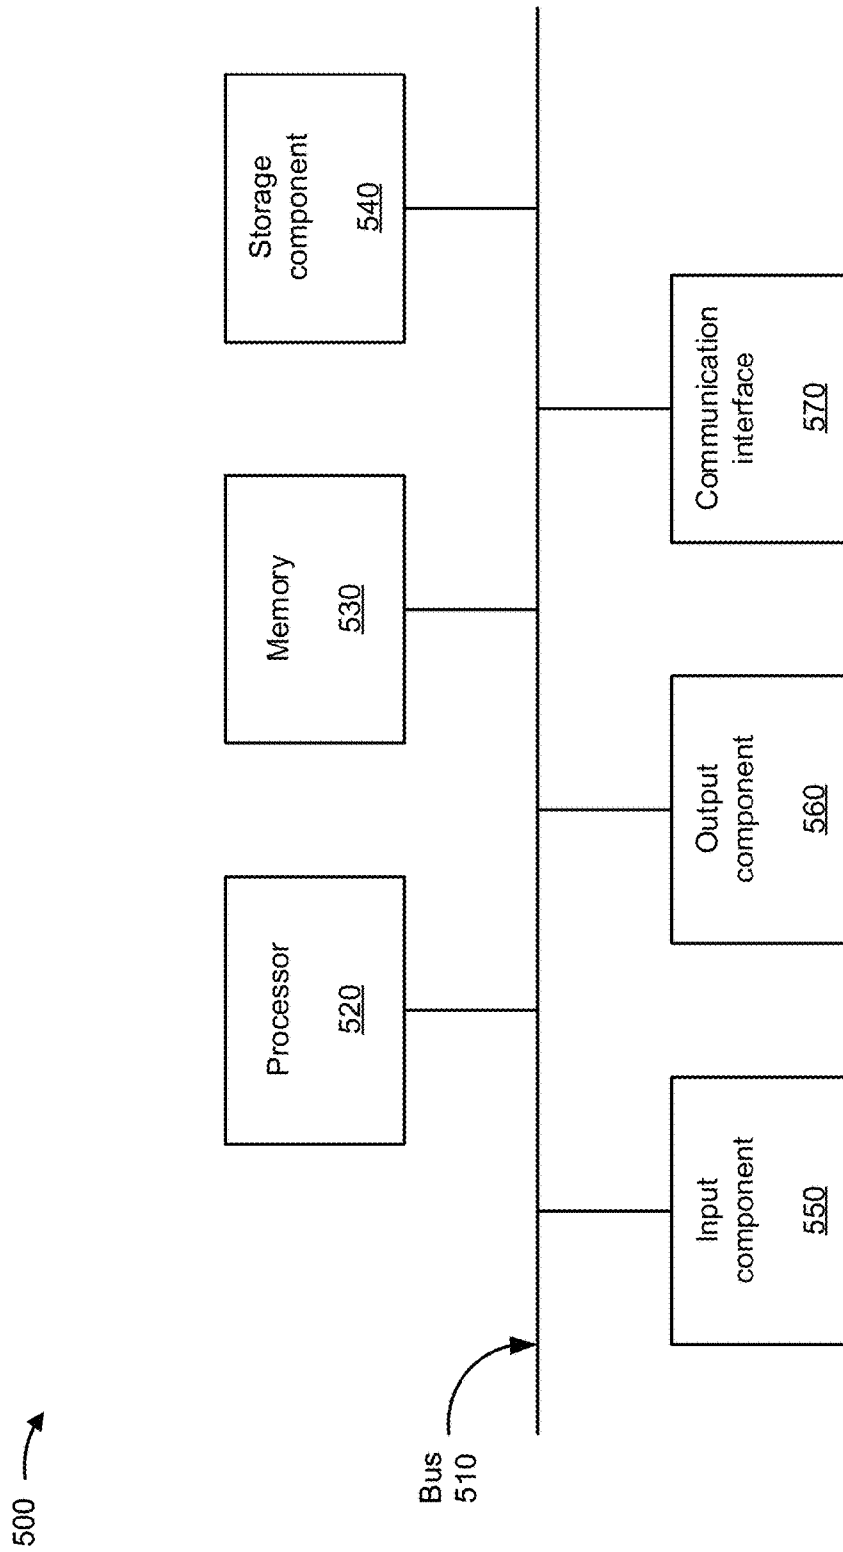 500
Processor
520
Memory
530
Storage
component
540
Bus
510
Input
component
550
Output
component
560
Communication
interface
570